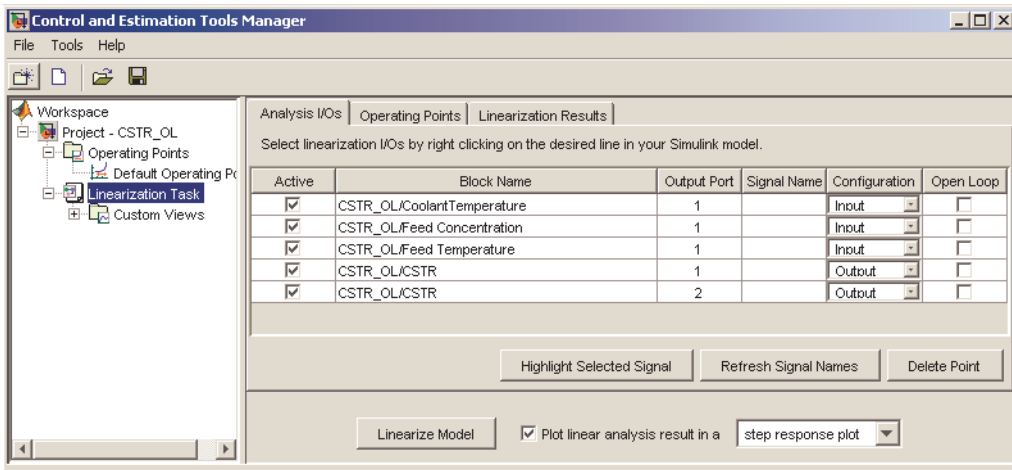 Control and Estimation Tools Manager
File Tools Help
Workspace
Project - CSTR_OL
Operating Points
Default Operating Po
Linearization Task
Custom Views
Analysis I/Os Operating Points Linearization Results
Select linearization I/Os by right clicking on the desired line in your Simulink model.
Active Block Name Output Port Signal Name Configuration Open Loop
CSTR_OL/CoolantTemperature 1 Input
CSTR_OL/Feed Concentration 1 Input
CSTR_OL/Feed Temperature 1 Input
CSTR_OL/CSTR 1 Output
CSTR_OL/CSTR 2 Output
Highlight Selected Signal Refresh Signal Names Delete Point
Linearize Model Plot linear analysis result in a step response plot